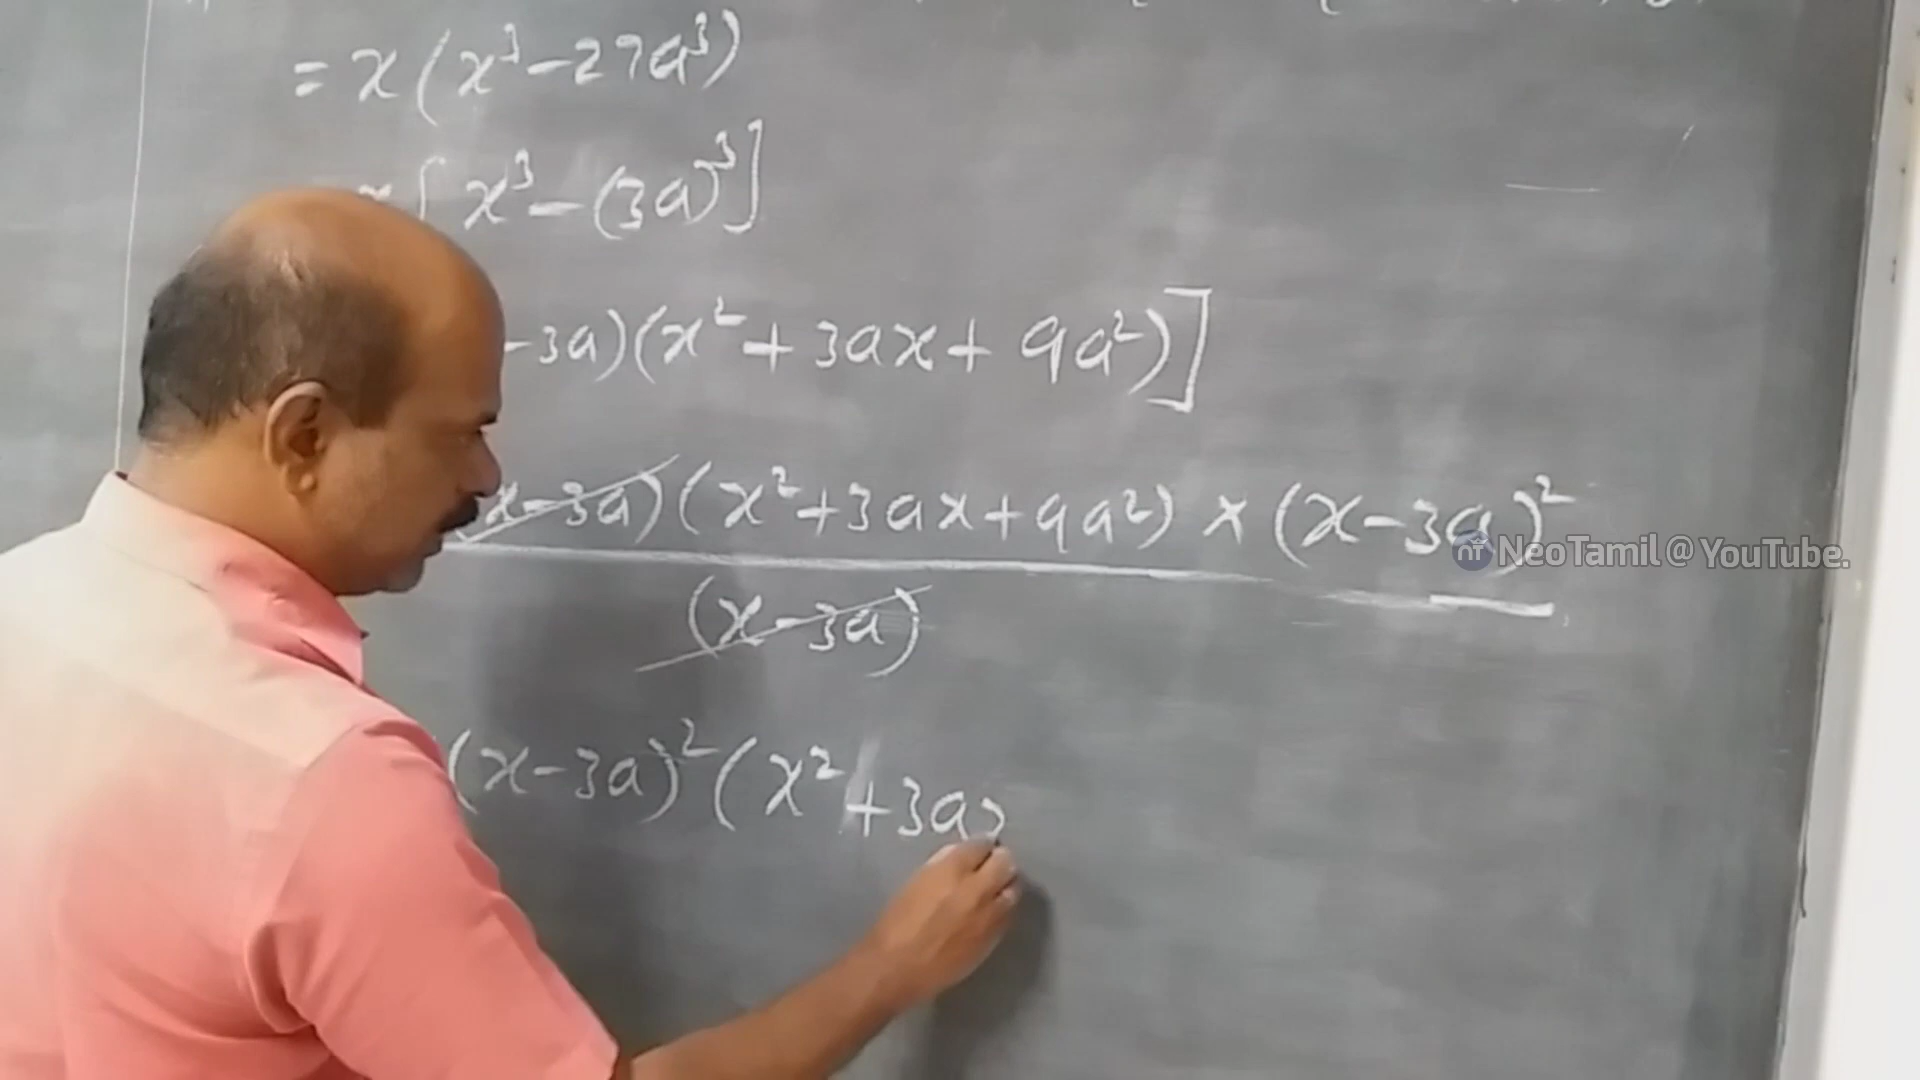 = x(x³-27a³)
x[x³-(3a)³]
-3a)(x²+3ax+9a²)]
x-3a)(x²+3ax+9a²) × (x-3a)²
nt NeoTamil@YouTube.
(x-3a)
(x-3a)²(x²+3a